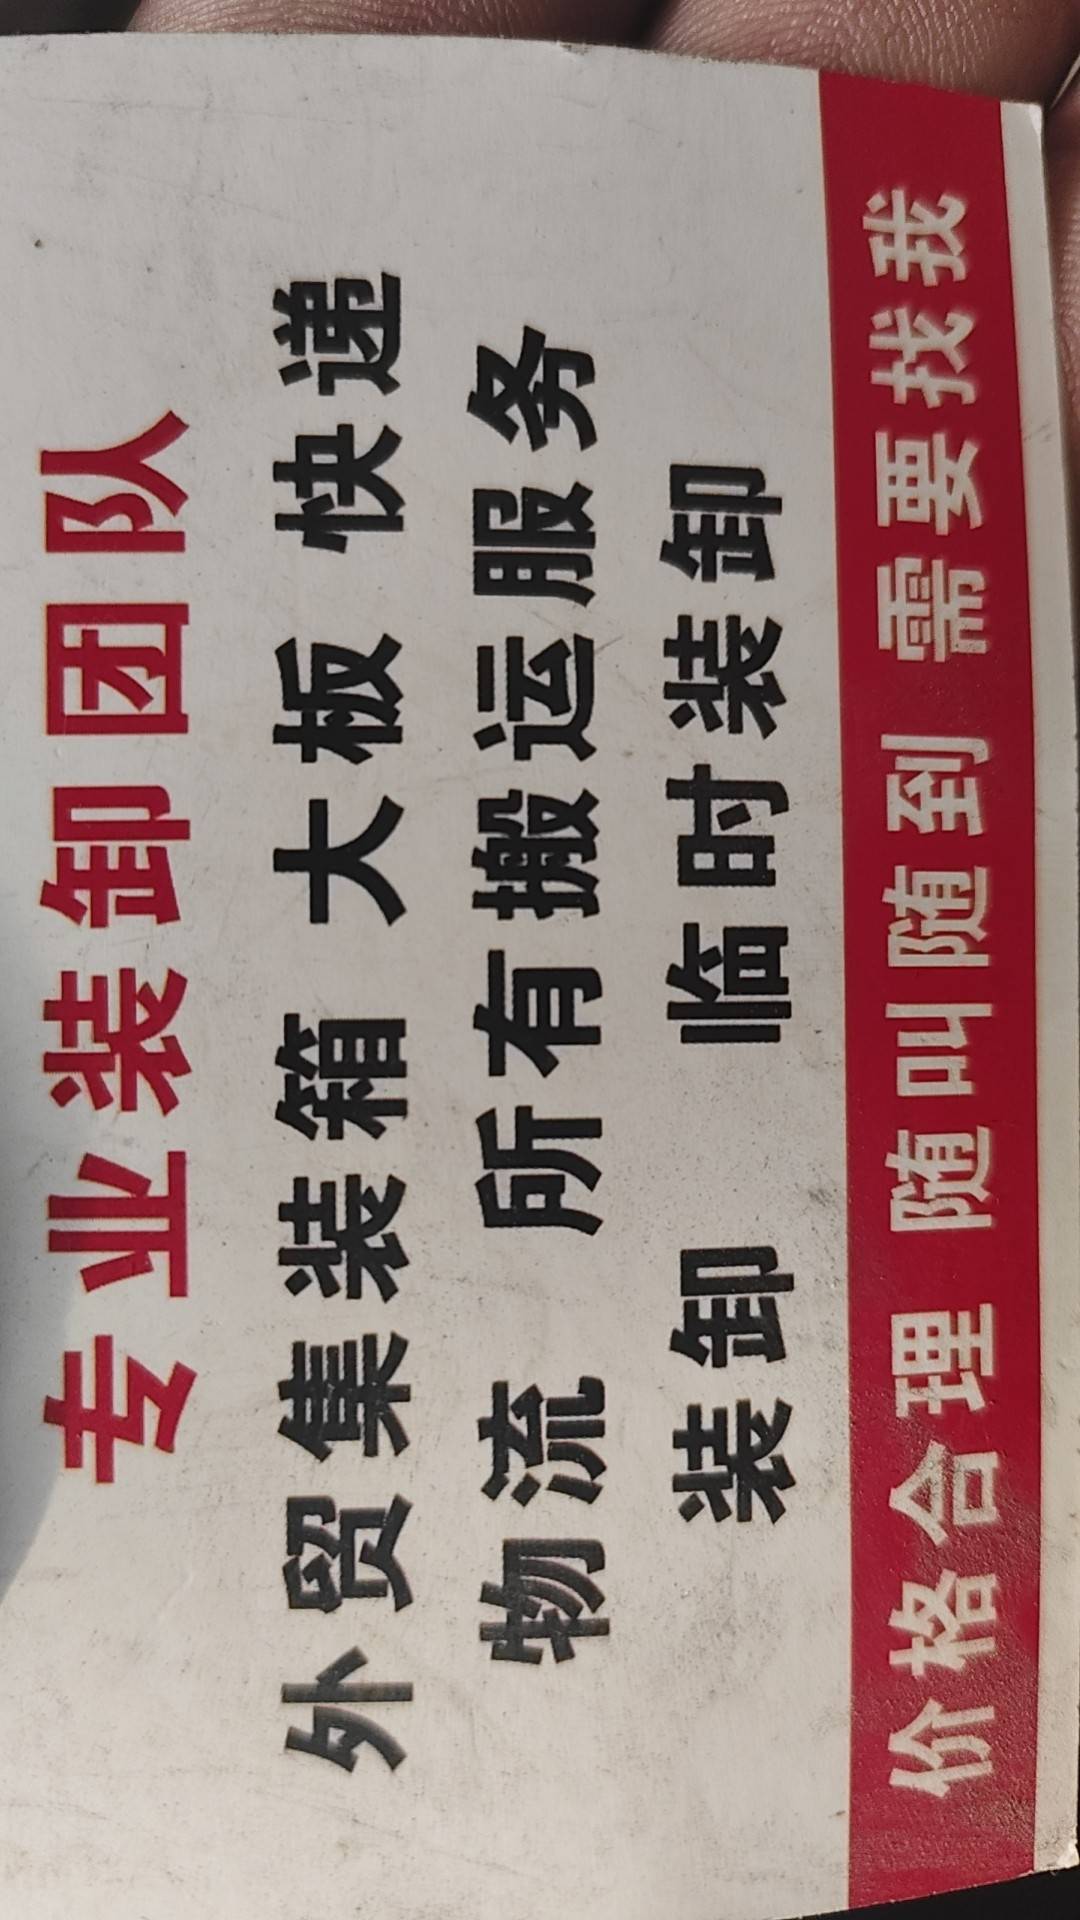 专业装卸团队
外贸集装箱 大板 快递
物流 所有搬运服务
装卸 临时装卸
价格合理 随叫随到 需要找我